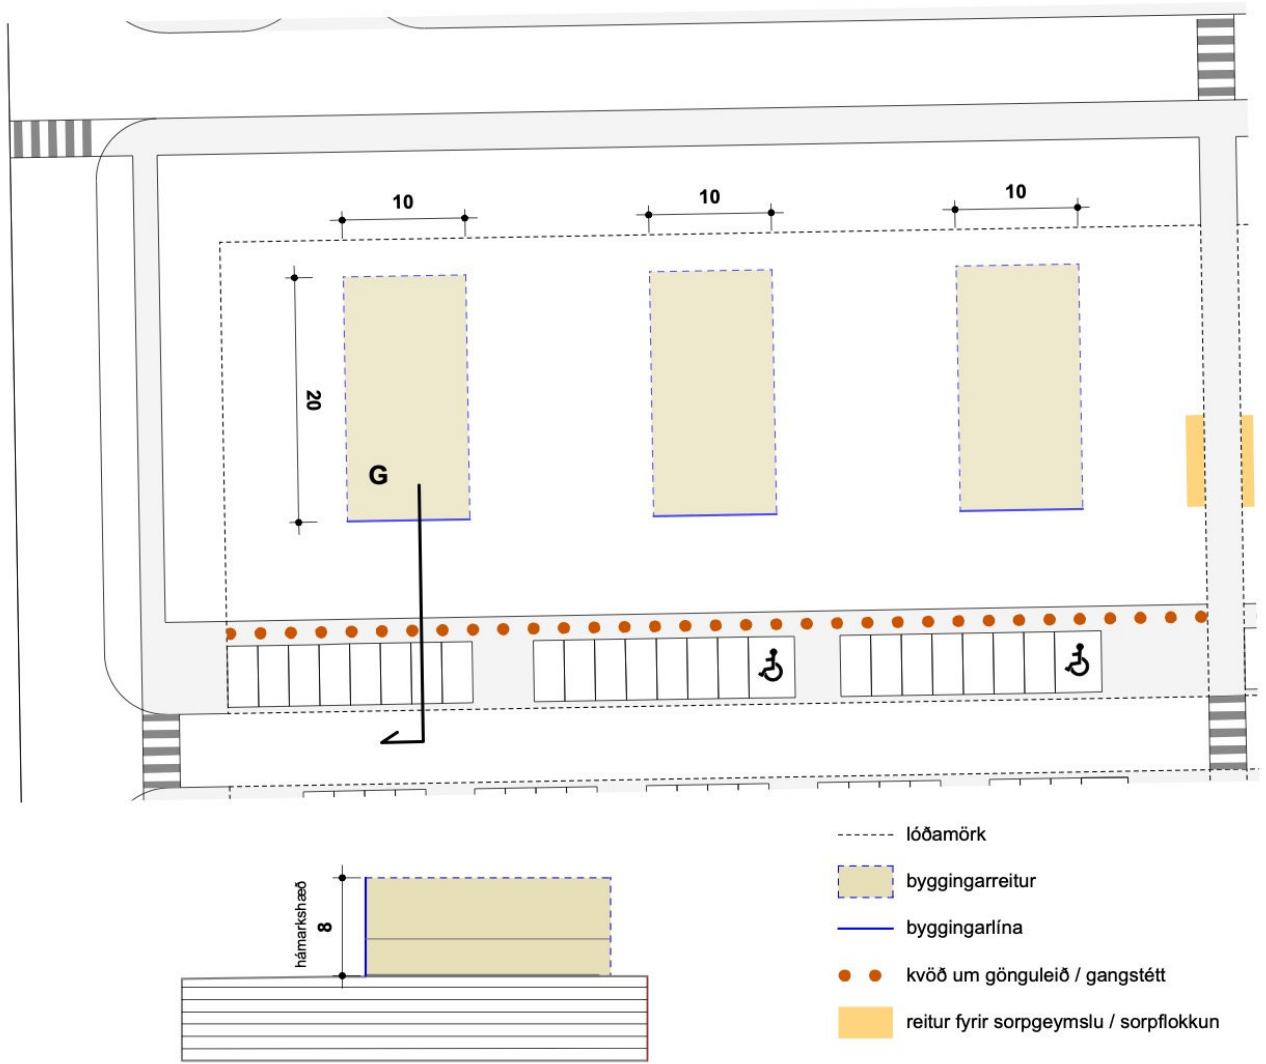 10
10
10
20
G
hámarkshæð
8
lóðamörk
byggingarreitur
byggingarlína
kvöð um gönguleið / gangstétt
reitur fyrir sorpgeymslu / sorpflokkun